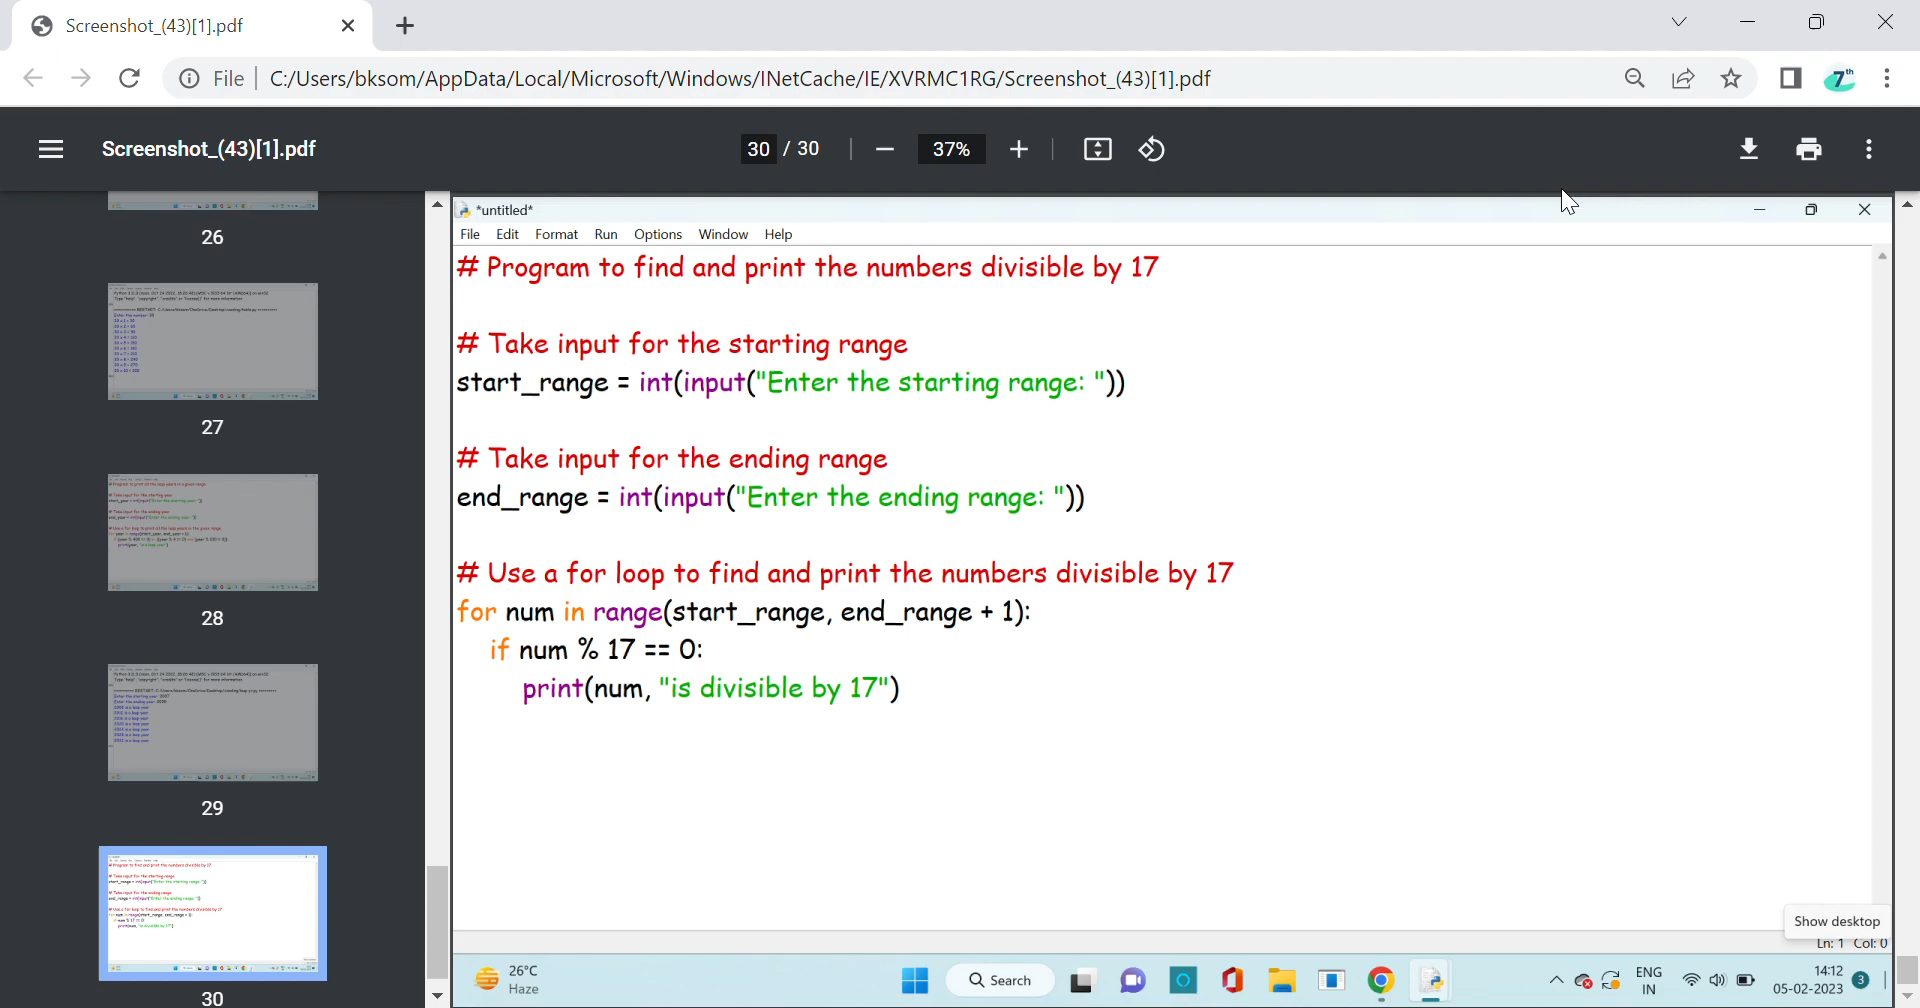 Screenshot_(43)[1].pdf
File
C:/Users/bksom/AppData/Local/Microsoft/Windows/INetCache/IE/XVRMC1RG/Screenshot_(43)[1].pdf
7th
Screenshot_(43)[1].pdf
30 / 30
37%
26
27
28
29
30
*untitled*
File Edit Format Run Options Window Help
# Program to find and print the numbers divisible by 17
# Take input for the starting range
start_range = int(input("Enter the starting range: "))
# Take input for the ending range
end_range = int(input("Enter the ending range: "))
# Use a for loop to find and print the numbers divisible by 17
for num in range(start_range, end_range + 1):
if num % 17 == 0:
print(num, "is divisible by 17")
Show desktop
Ln: 1 Col: 0
26°C
Haze
Search
ENG
IN
14:12
05-02-2023
3